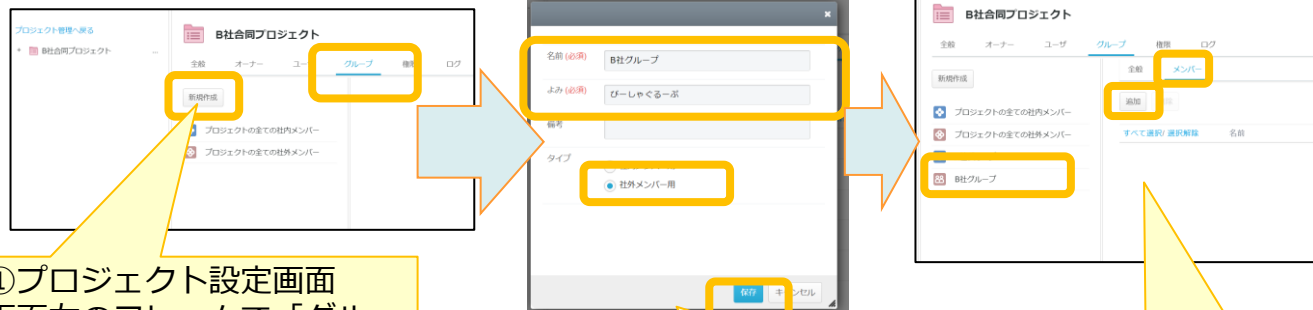 プロジェクト管理へ戻る
B社合同プロジェクト ...
B社合同プロジェクト
全般 オーナー ユーザ グループ 権限 ログ
新規作成
プロジェクトの全ての社内メンバー
プロジェクトの全ての社外メンバー
①プロジェクト設定画面
×
名前 (必須) B社グループ
よみ (必須) びーしゃぐるーぷ
備考
タイプ
社外メンバー用
保存 キャンセル
B社合同プロジェクト
全般 オーナー ユーザ グループ 権限 ログ
新規作成
プロジェクトの全ての社内メンバー
プロジェクトの全ての社外メンバー
B社グループ
全般 メンバー
追加
すべて選択/ 選択解除 名前